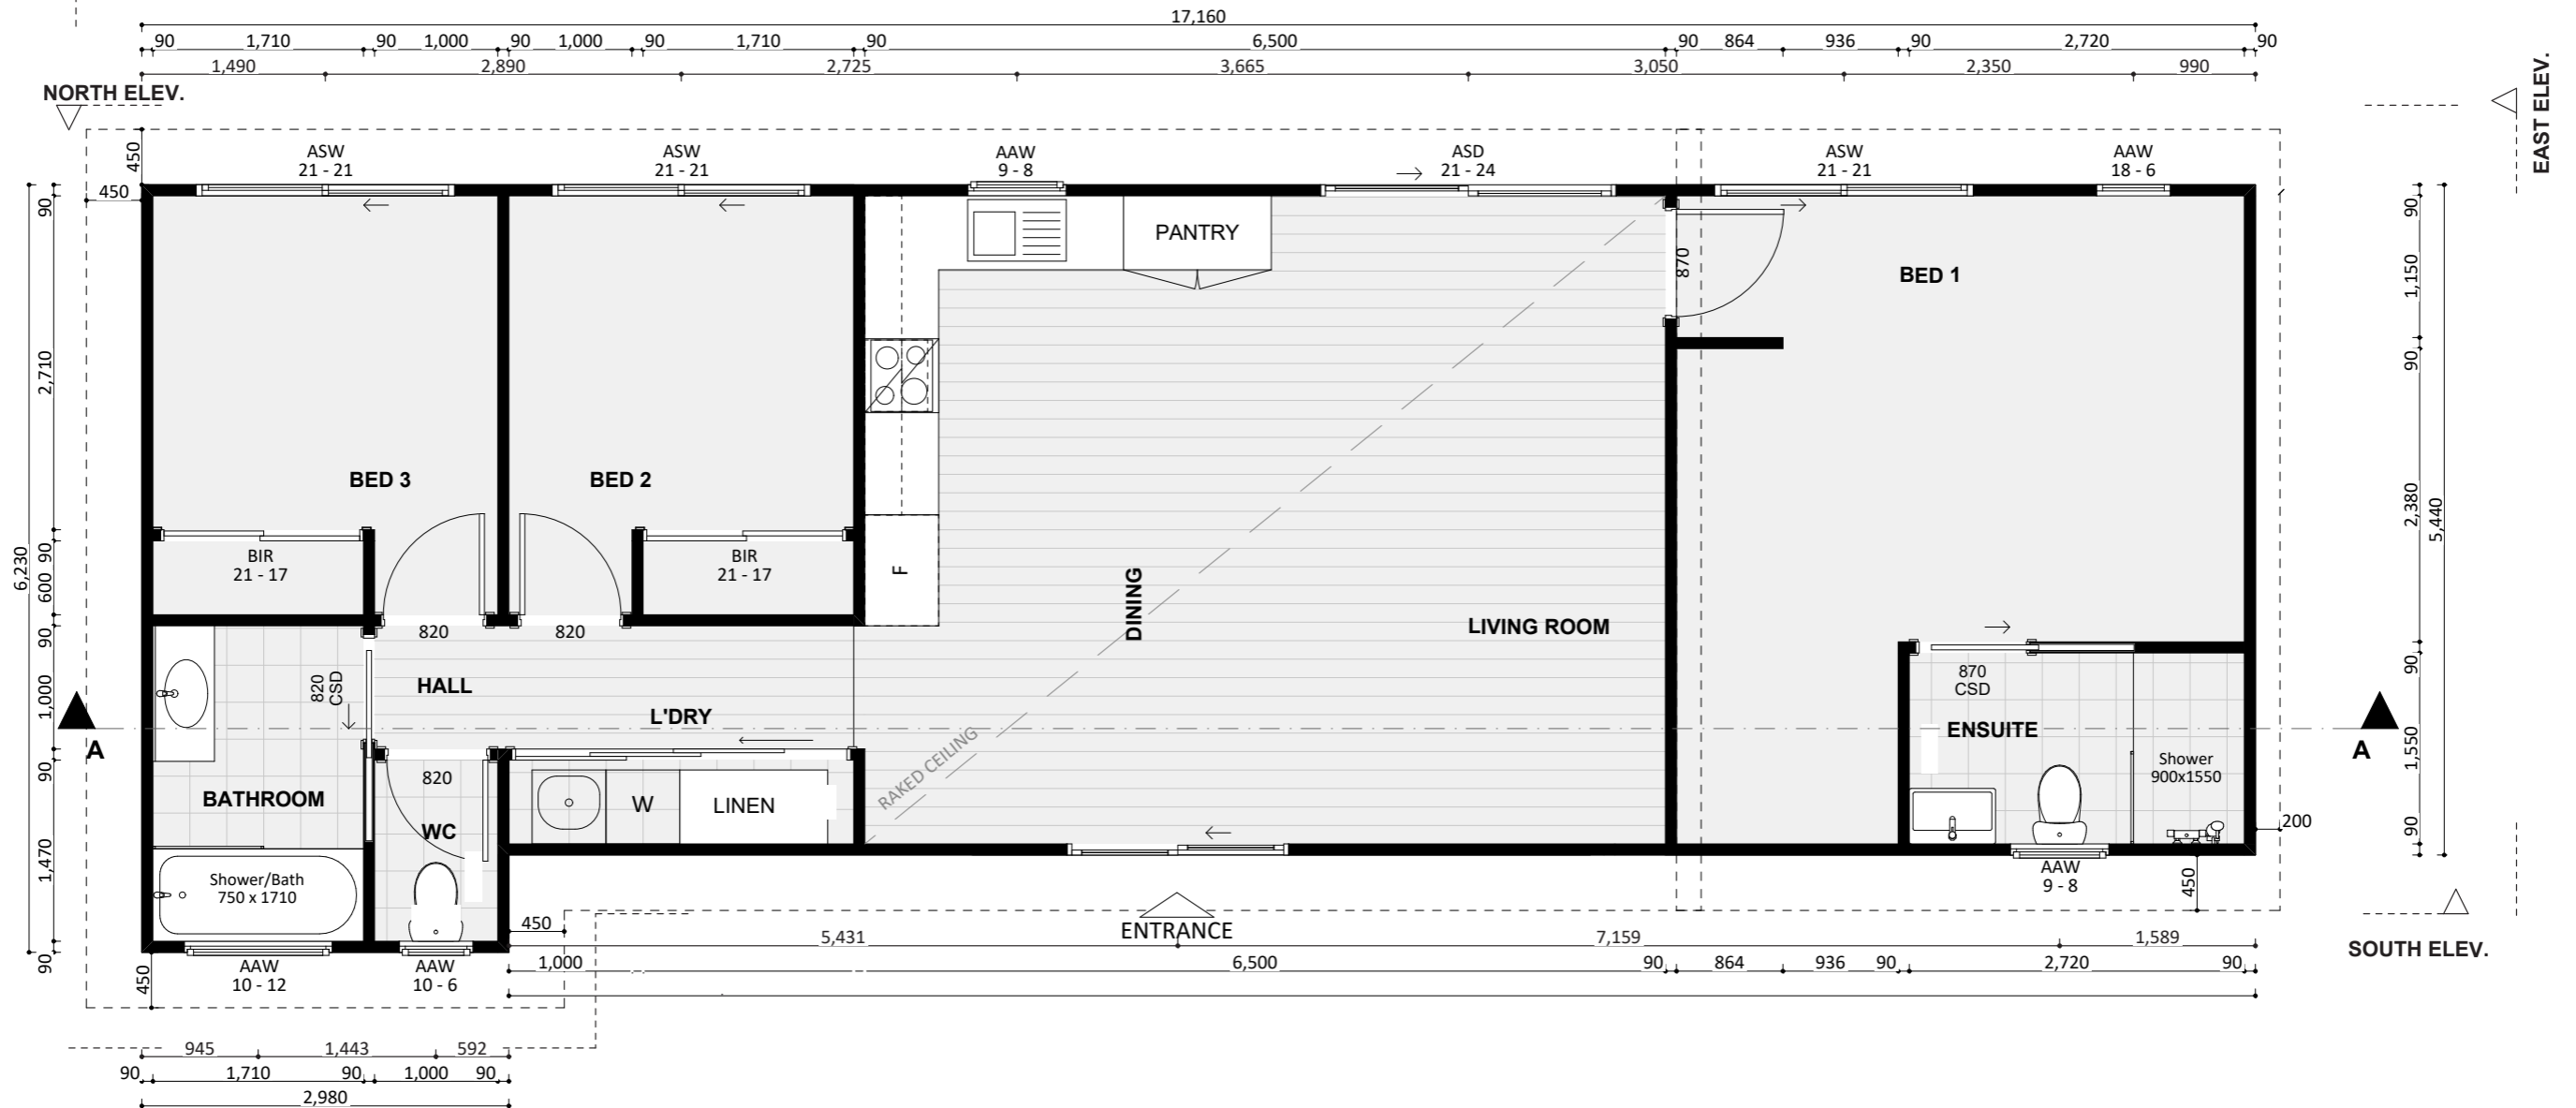 17,160
90 1,710 90 1,000 90 1,000 90 1,710 90 6,500 90 864 936 90 2,720 90
1,490 2,890 2,725 3,665 3,050 2,350 990
NORTH ELEV.
EAST ELEV.
450
450
ASW
21 - 21
ASW
21 - 21
AAW
9 - 8
ASD
21 - 24
ASW
21 - 21
AAW
18 - 6
6,230
90
2,710
90
600
90
1,000
90
1,470
90
90
1,150
90
2,380
90
1,550
90
5,440
PANTRY
870
BED 1
BED 3
BED 2
BIR
21 - 17
BIR
21 - 17
F
DINING
LIVING ROOM
820
820
820
CSD
HALL
L'DRY
870
CSD
ENSUITE
Shower
900x1550
A
A
RAKED CEILING
820
BATHROOM
WC
W
LINEN
200
Shower/Bath
750 x 1710
AAW
9 - 8
450
ENTRANCE
450
5,431 7,159 1,589
1,000 6,500 90 864 936 90 2,720 90
SOUTH ELEV.
450
AAW
10 - 12
AAW
10 - 6
945 1,443 592
90 1,710 90 1,000 90
2,980